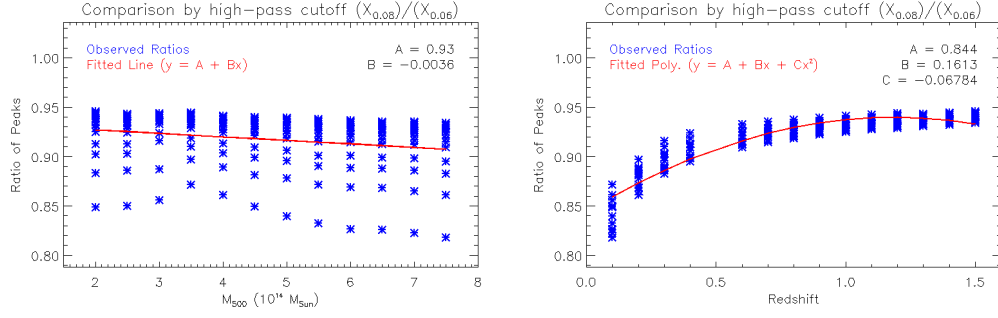 Comparison by high-pass cutoff (X0.08)/(X0.06)
Observed Ratios
Fitted Line (y = A + Bx)
A = 0.93
B = -0.0036
Ratio of Peaks
1.00
0.95
0.90
0.85
0.80
2 3 4 5 6 7 8
M500 (10¹⁴ MSun)
Comparison by high-pass cutoff (X0.08)/(X0.06)
Observed Ratios
Fitted Poly. (y = A + Bx + Cx²)
A = 0.844
B = 0.1613
C = -0.06784
Ratio of Peaks
1.00
0.95
0.90
0.85
0.80
0.0 0.5 1.0 1.5
Redshift